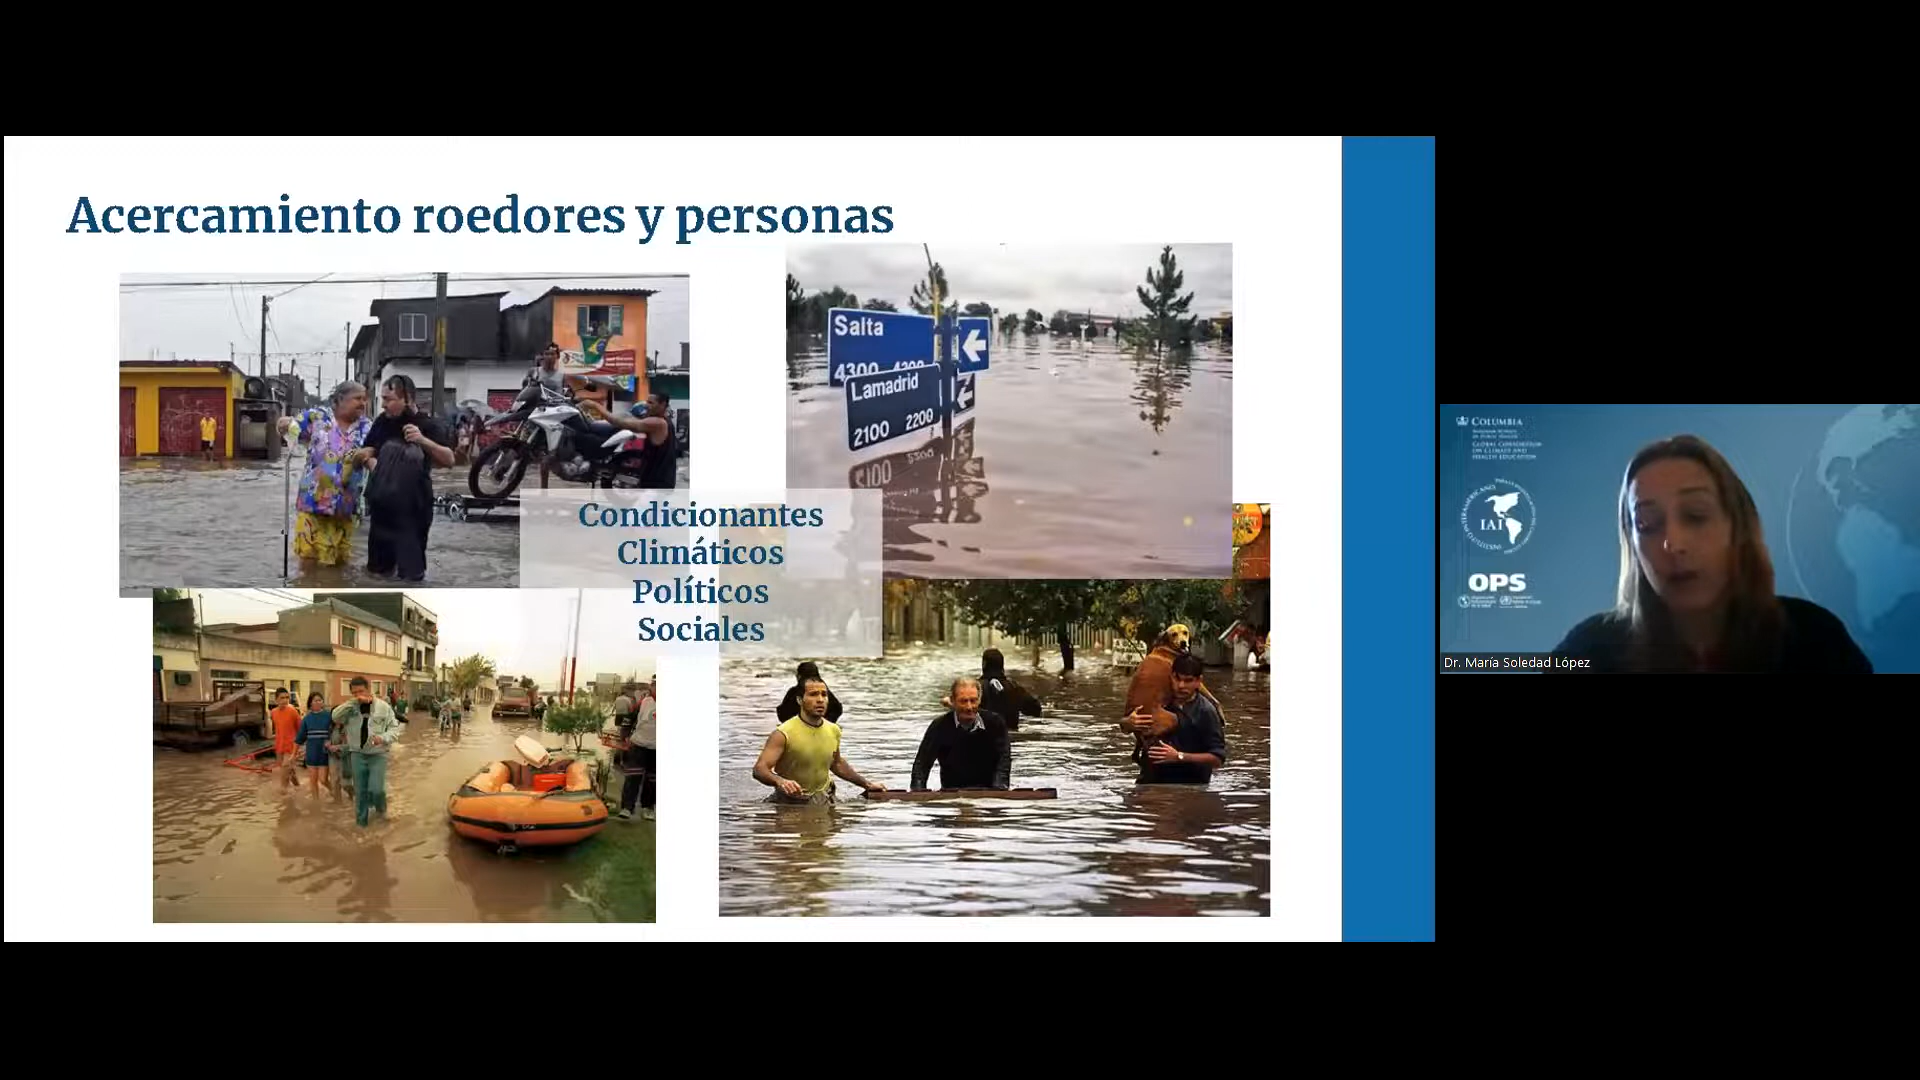 Acercamiento roedores y personas
Salta
4300 4200
Lamadrid
2100 2200
Condicionantes
Climáticos
Políticos
Sociales
COLUMBIA
GLOBAL CONSORTIUM
ON CLIMATE AND
HEALTH EDUCATION
IAI
OPS
Dr. María Soledad López